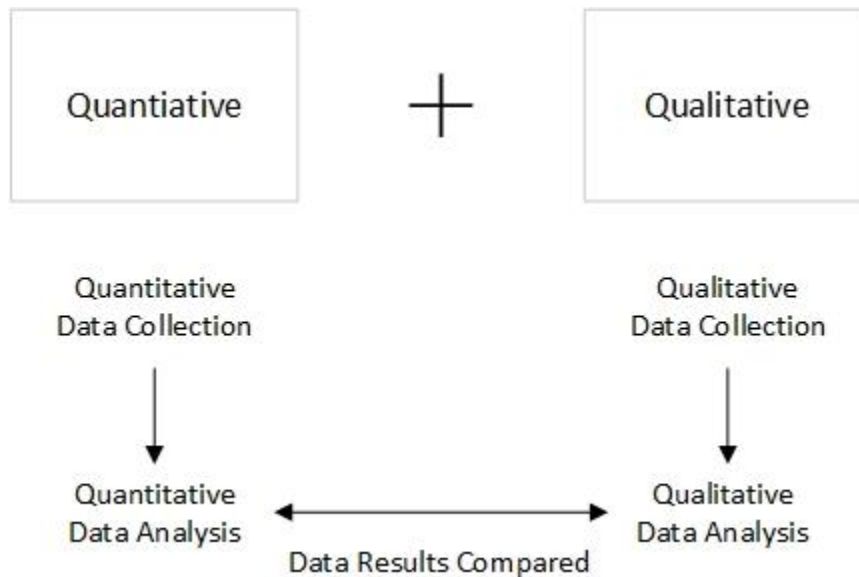 Quantiative
+
Qualitative
Quantitative
Data Collection
Qualitative
Data Collection
Quantitative
Data Analysis
Qualitative
Data Analysis
Data Results Compared